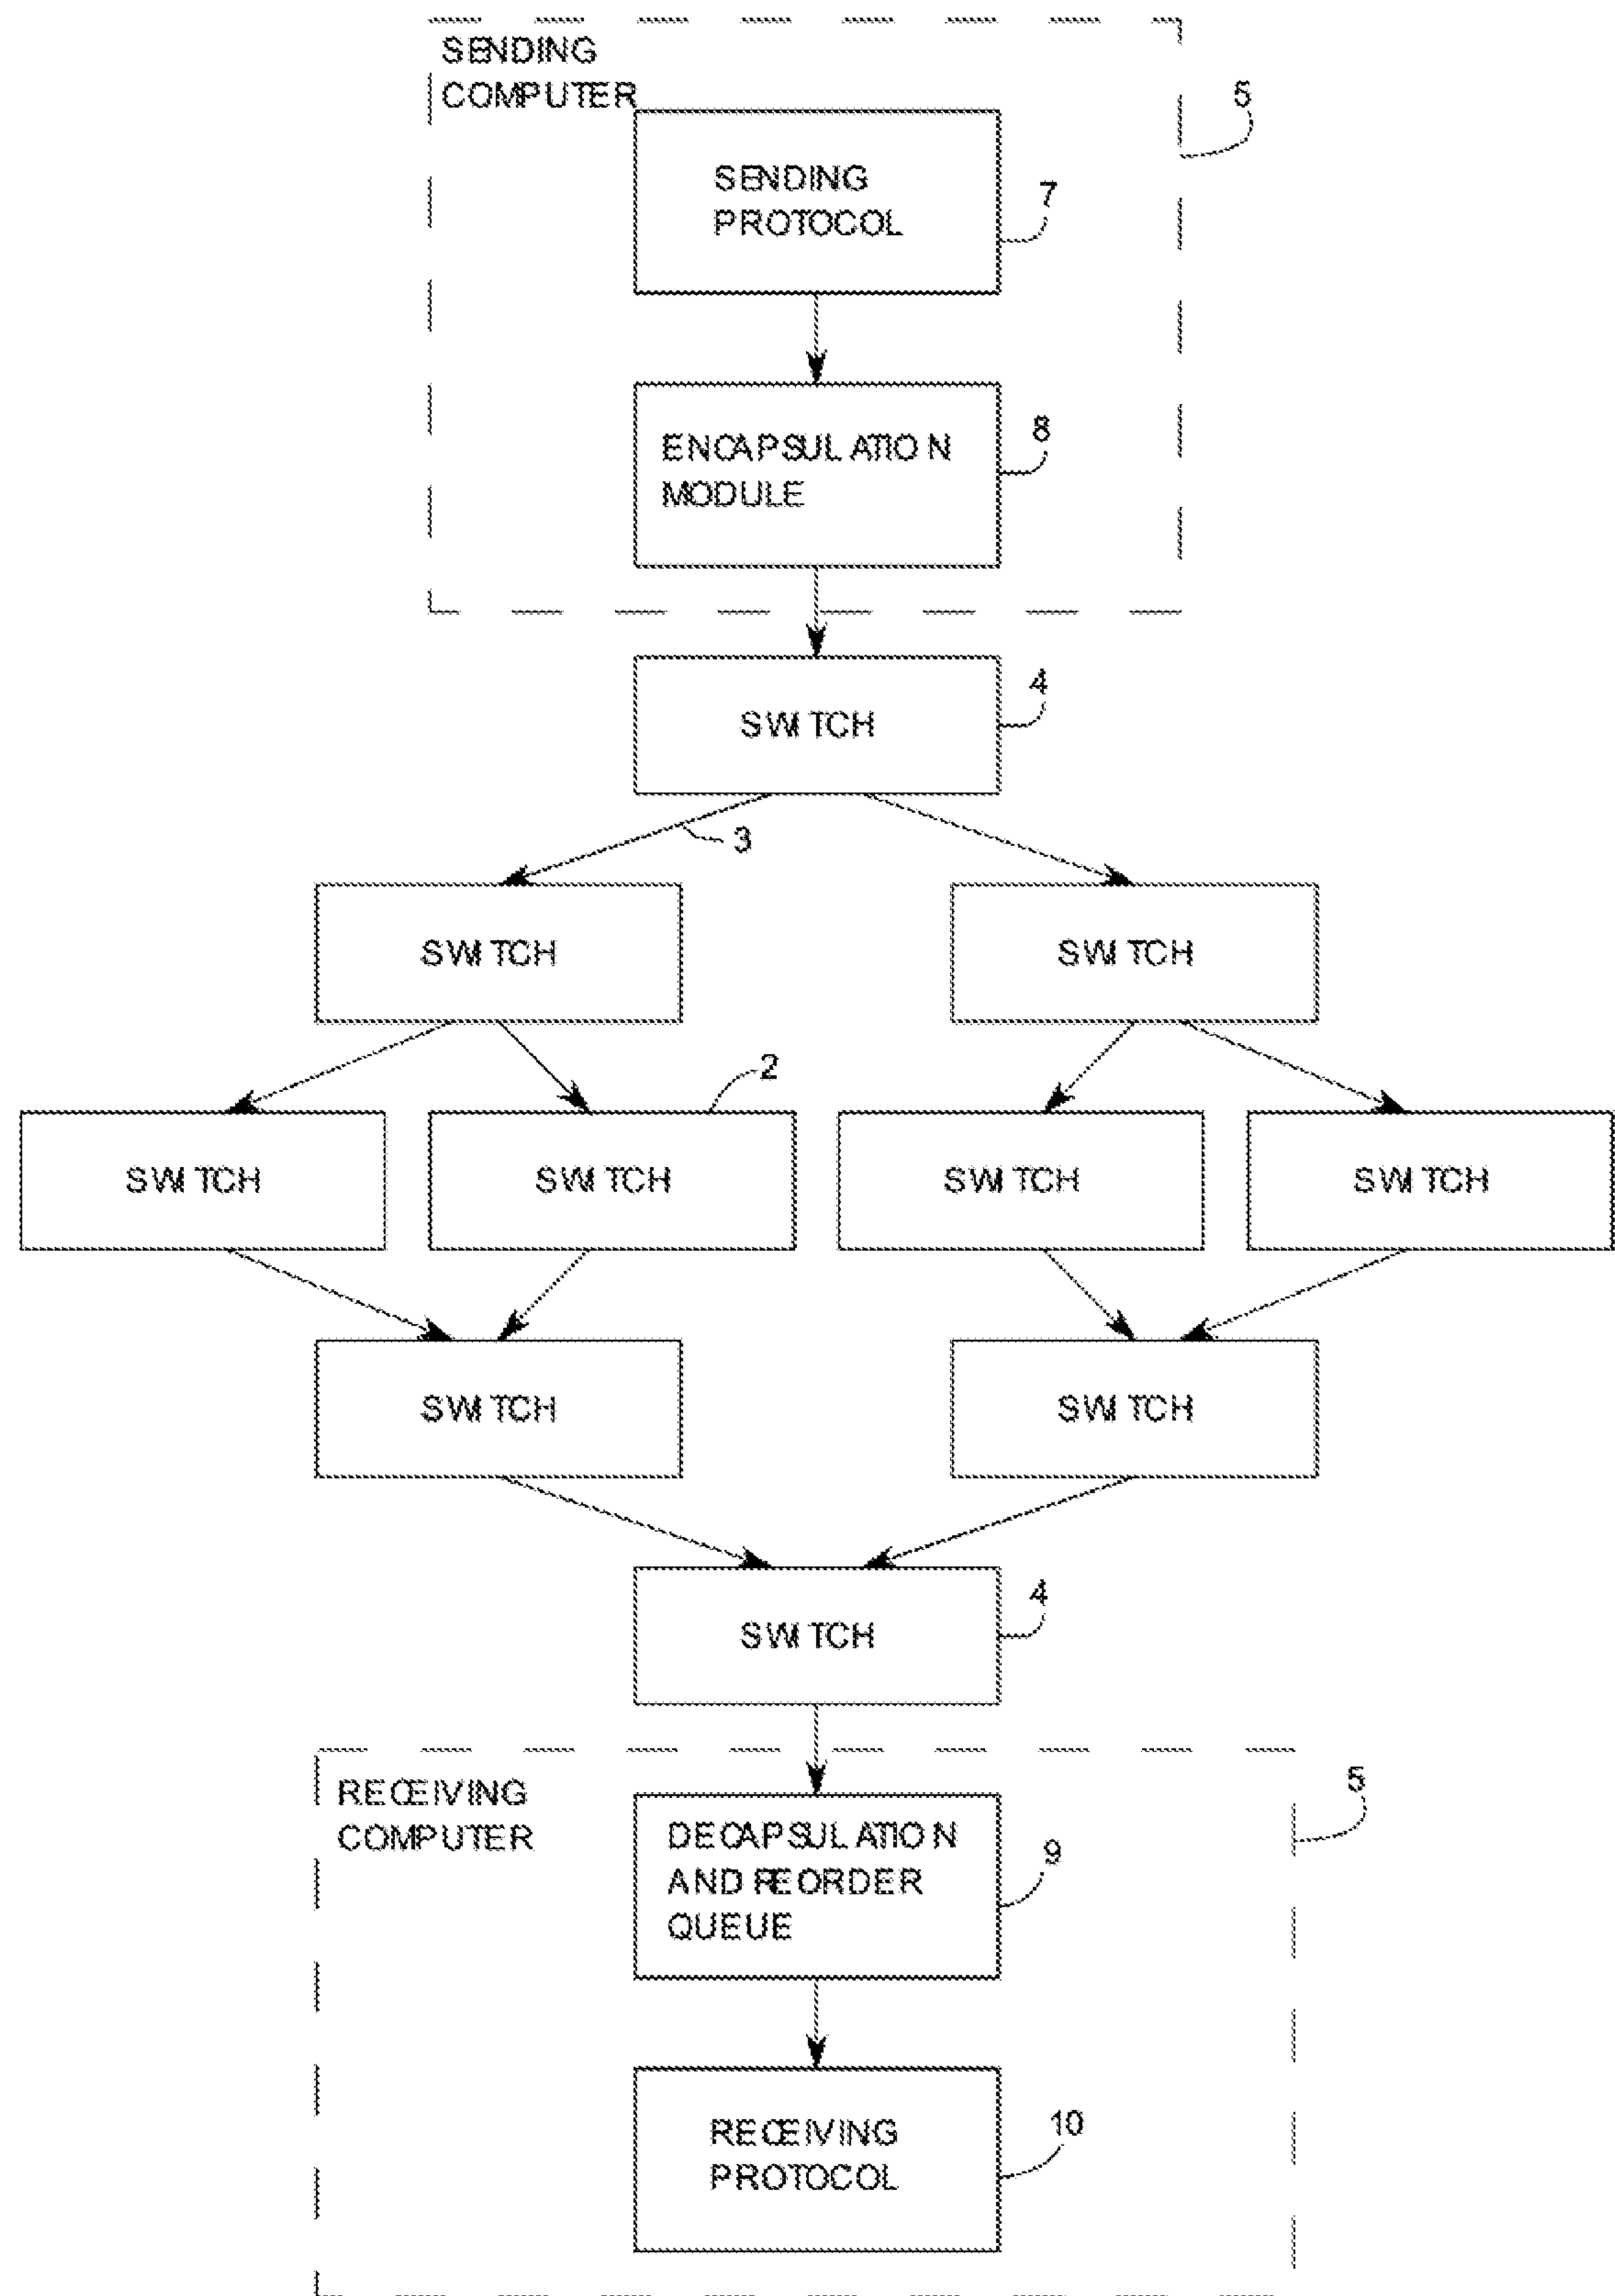 SENDING
COMPUTER
5
SENDING
PROTOCOL
7
ENCAPSULATION
MODULE
8
SWITCH
4
3
SWITCH
SWITCH
2
SWITCH
SWITCH
SWITCH
SWITCH
SWITCH
SWITCH
SWITCH
4
RECEIVING
COMPUTER
5
DECAPSULATION
AND REORDER
QUEUE
9
RECEIVING
PROTOCOL
10